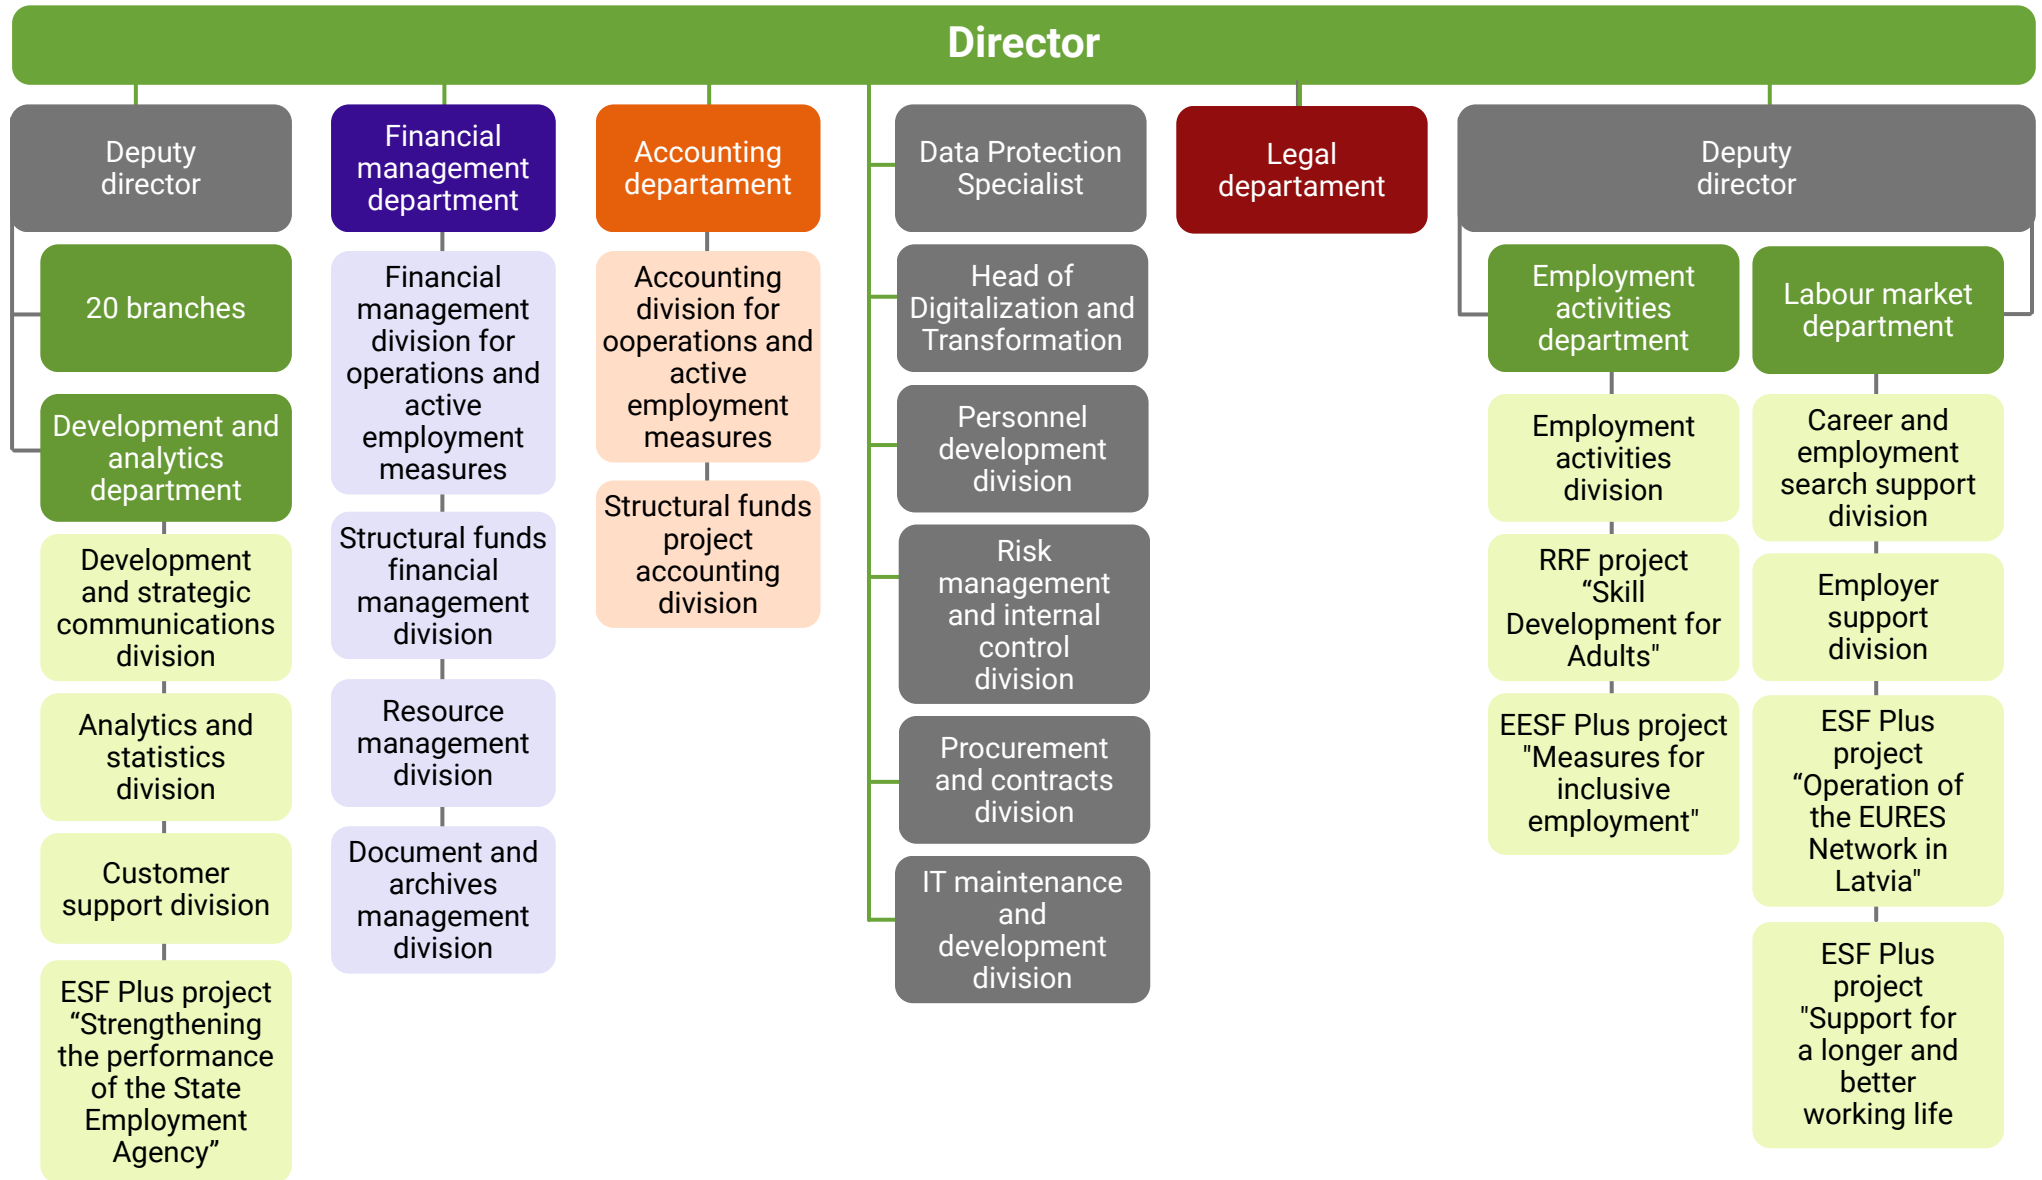 Director
Deputy
director
20 branches
Development and
analytics
department
Development
and strategic
communications
division
Analytics and
statistics
division
Customer
support division
ESF Plus project
“Strengthening
the performance
of the State
Employment
Agency”
Financial
management
department
Financial
management
division for
operations and
active
employment
measures
Structural funds
financial
management
division
Resource
management
division
Document and
archives
management
division
Accounting
departament
Accounting
division for
ooperations and
active
employment
measures
Structural funds
project
accounting
division
Data Protection
Specialist
Head of
Digitalization and
Transformation
Personnel
development
division
Risk
management
and internal
control
division
Procurement
and contracts
division
IT maintenance
and
development
division
Legal
departament
Deputy
director
Employment
activities
department
Employment
activities
division
RRF project
“Skill
Development for
Adults"
EESF Plus project
"Measures for
inclusive
employment"
Labour market
department
Career and
employment
search support
division
Employer
support
division
ESF Plus
project
“Operation of
the EURES
Network in
Latvia"
ESF Plus
project
"Support for
a longer and
better
working life